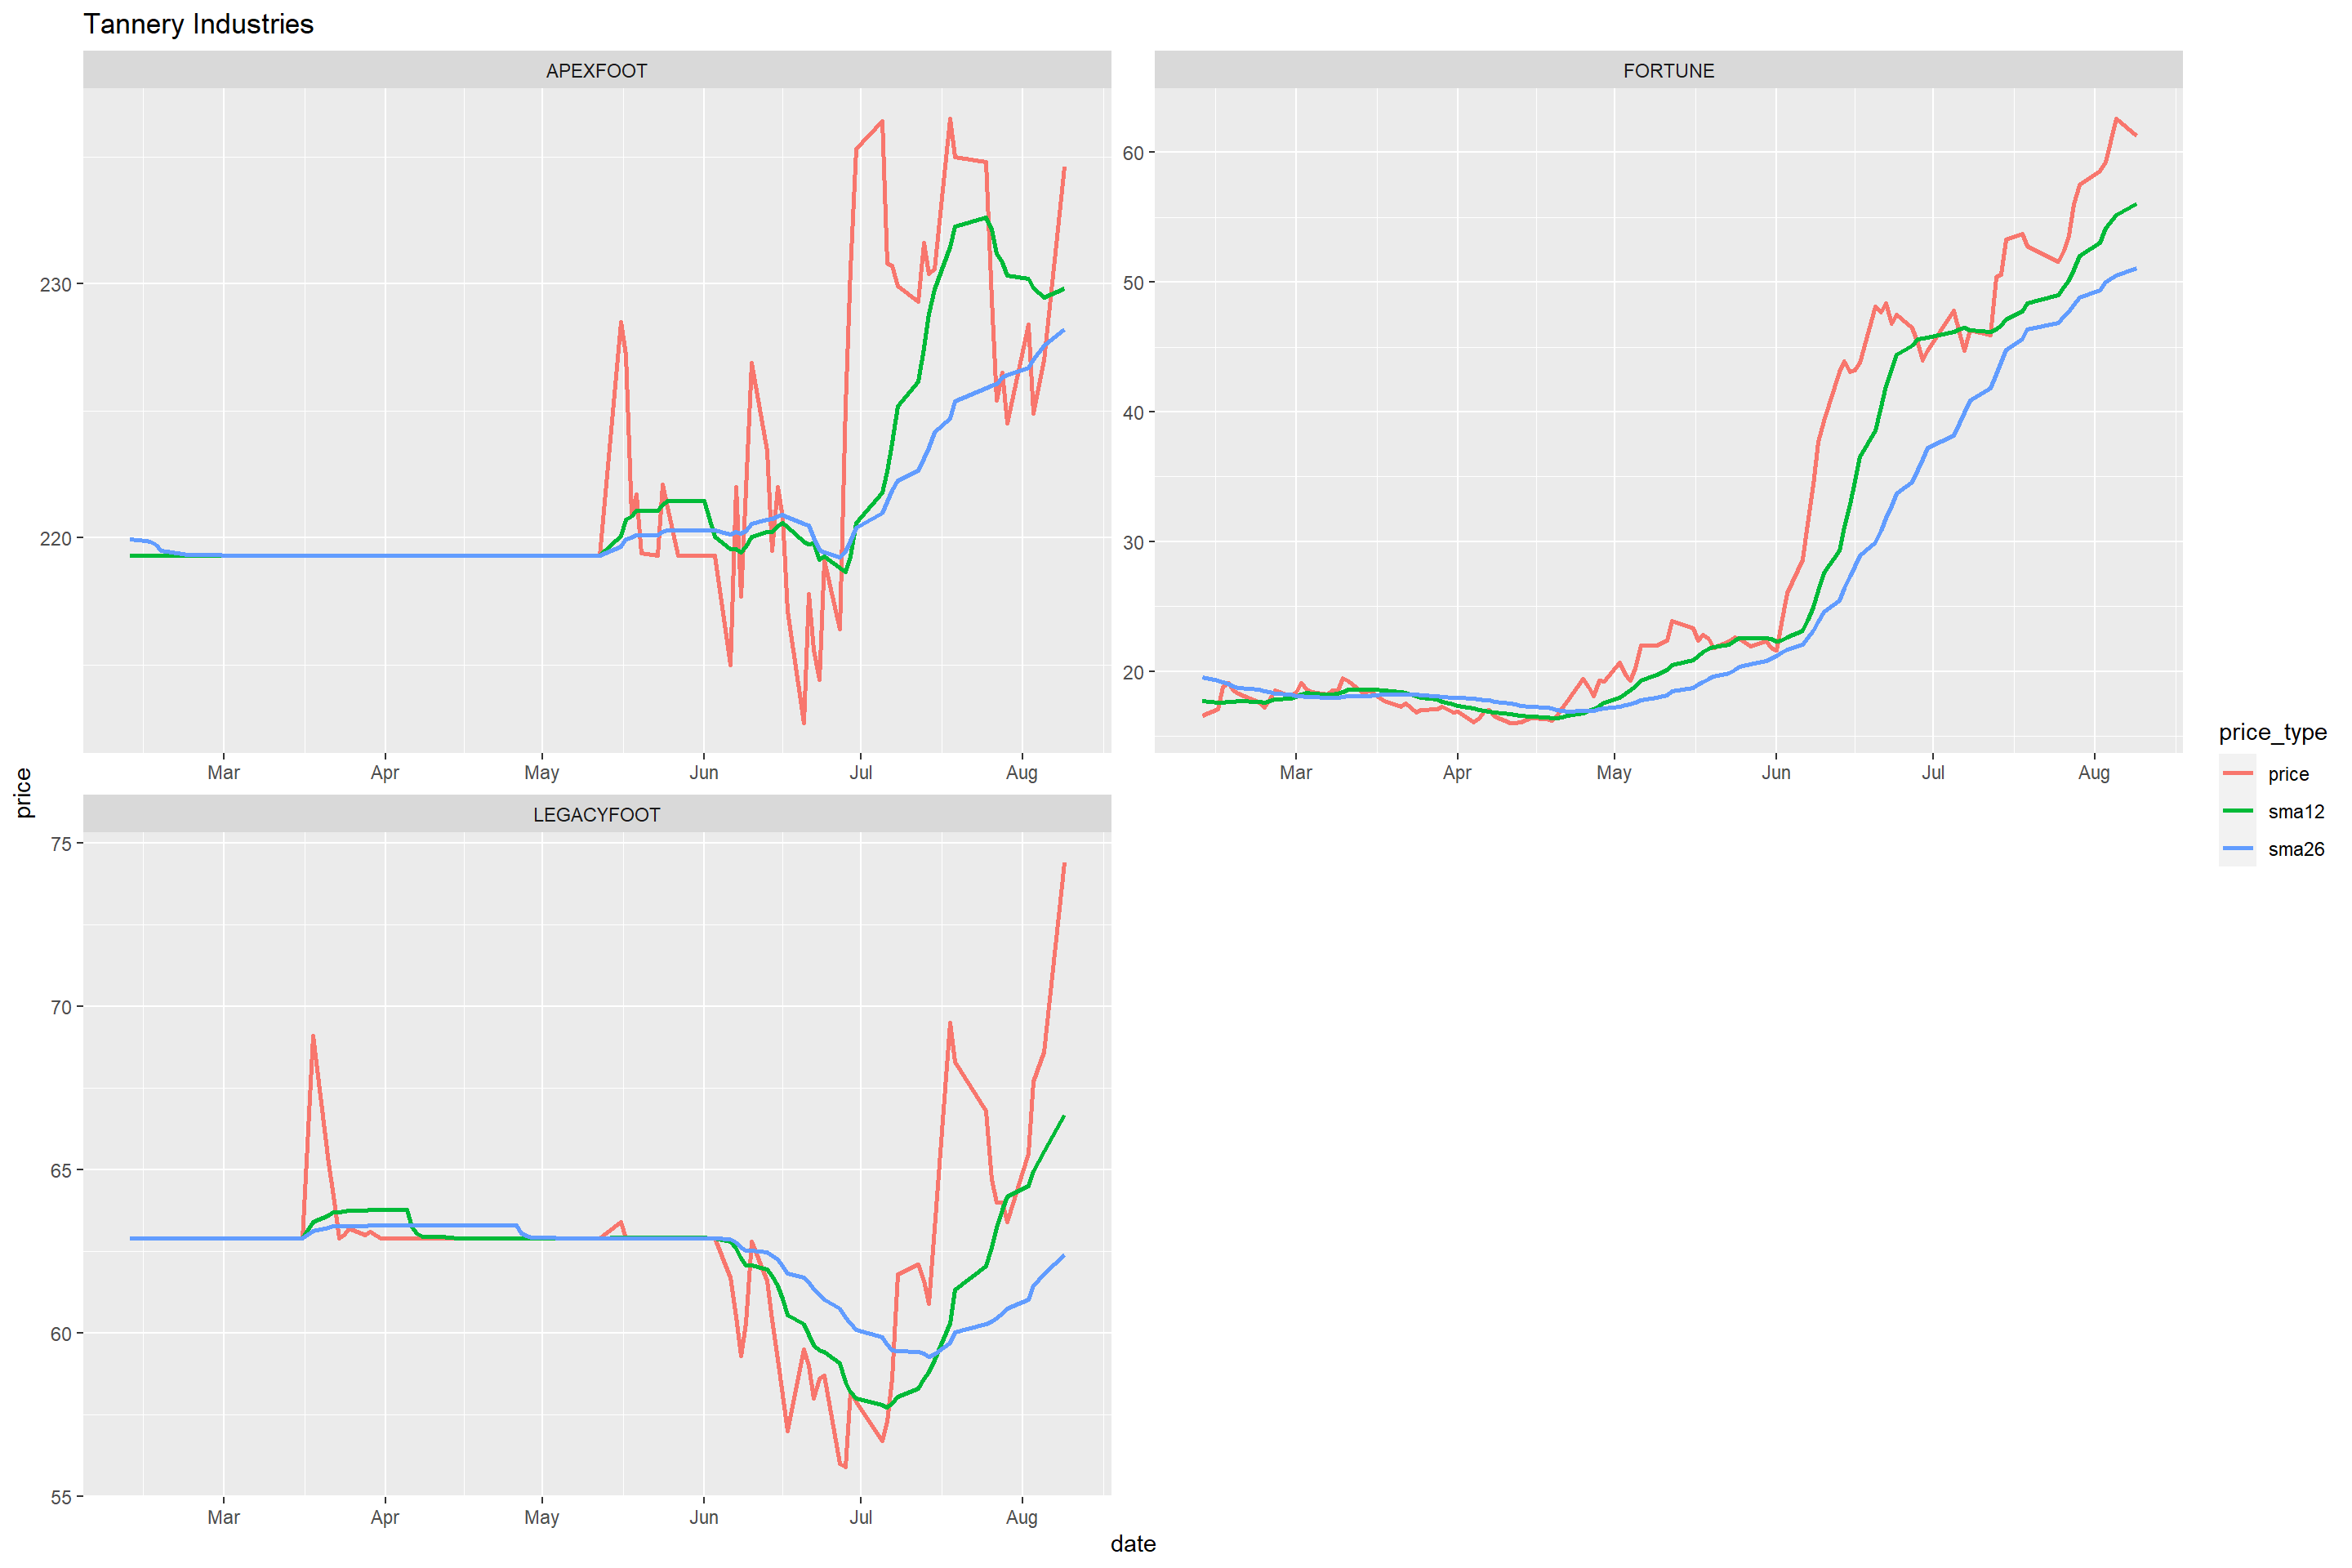 Tannery Industries
APEXFOOT
FORTUNE
230
220
60
50
40
30
20
Mar Apr May Jun Jul Aug
Mar Apr May Jun Jul Aug
price
LEGACYFOOT
75
70
65
60
55
Mar Apr May Jun Jul Aug
date
price_type
price
sma12
sma26